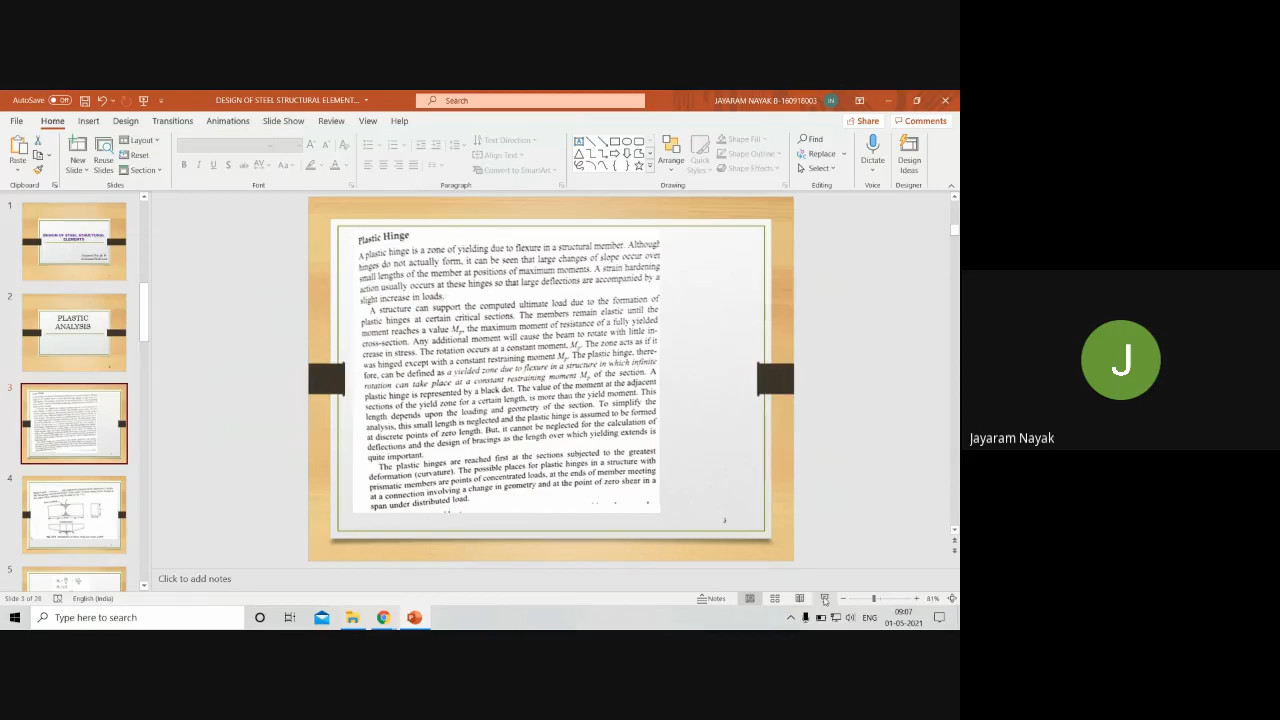 AutoSave Off
DESIGN OF STEEL STRUCTURAL ELEMENT...
Search
JAYARAM NAYAK B-160918003
JN
File Home Insert Design Transitions Animations Slide Show Review View Help
Share Comments
Paste
Clipboard
New Slide
Reuse Slides
Layout
Reset
Section
Slides
Font
Text Direction
Align Text
Convert to SmartArt
Paragraph
Arrange
Quick Styles
Shape Fill
Shape Outline
Shape Effects
Drawing
Find
Replace
Select
Editing
Dictate
Voice
Design Ideas
Designer
1
DESIGN OF STEEL STRUCTURAL
ELEMENTS
2
PLASTIC
ANALYSIS
3
4
5
Plastic Hinge
A plastic hinge is a zone of yielding due to flexure in a structural member. Although
hinges do not actually form, it can be seen that large changes of slope occur over
small lengths of the member at positions of maximum moments. A strain hardening
action usually occurs at these hinges so that large deflections are accompanied by a
slight increase in loads.
A structure can support the computed ultimate load due to the formation of
plastic hinges at certain critical sections. The members remain elastic until the
moment reaches a value Mp, the maximum moment of resistance of a fully yielded
cross-section. Any additional moment will cause the beam to rotate with little in-
crease in stress. The rotation occurs at a constant moment, Mp. The zone acts as if it
was hinged except with a constant restraining moment Mp. The plastic hinge, there-
fore, can be defined as a yielded zone due to flexure in a structure in which infinite
rotation can take place at a constant restraining moment Mp of the section. A
plastic hinge is represented by a black dot. The value of the moment at the adjacent
sections of the yield zone for a certain length, is more than the yield moment. This
length depends upon the loading and geometry of the section. To simplify the
analysis, this small length is neglected and the plastic hinge is assumed to be formed
at discrete points of zero length. But, it cannot be neglected for the calculation of
deflections and the design of bracings as the length over which yielding extends is
quite important.
The plastic hinges are reached first at the sections subjected to the greatest
deformation (curvature). The possible places for plastic hinges in a structure with
prismatic members are points of concentrated loads, at the ends of member meeting
at a connection involving a change in geometry and at the point of zero shear in a
span under distributed load.
3
Click to add notes
Slide 3 of 28
English (India)
Notes
81%
Type here to search
ENG
09:07
01-05-2021
J
Jayaram Nayak